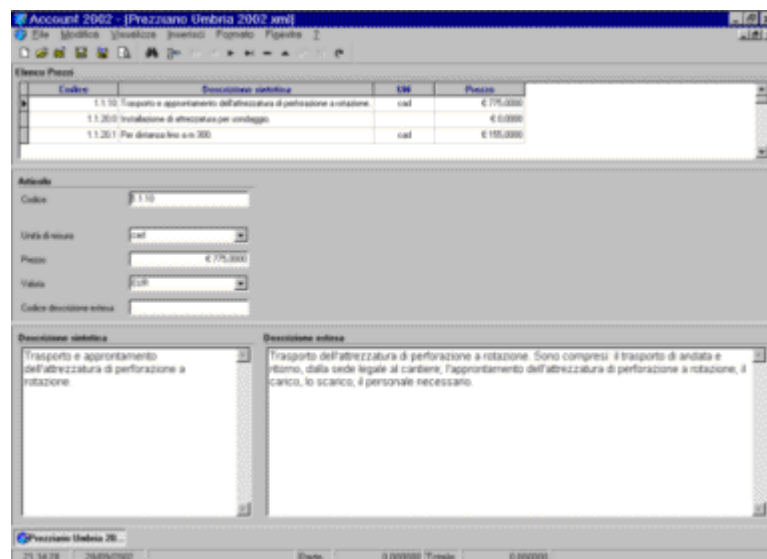 Account 2002 - [Prezziario Umbria 2002.xml]
File Modifica Visualizza Inserisci Formato Finestra ?
Elenco Prezzi
Codice Descrizione sintetica UM Prezzo
1.1.10 Trasporto e approntamento dell'attrezzatura di perforazione a rotazione. cad € 775,0000
1.1.20.0 Installazione di attrezzatura per sondaggio. € 0,0000
1.1.20.1 Per distanza fino a m 300. cad € 155,0000
Articolo
Codice 1.1.10
Unità di misura cad
Prezzo € 775,0000
Valuta EUR
Codice descrizione estesa
Descrizione sintetica Descrizione estesa
Trasporto e approntamento
dell'attrezzatura di perforazione a
rotazione.
Trasporto dell'attrezzatura di perforazione a rotazione. Sono compresi: il trasporto di andata e
ritorno, dalla sede legale al cantiere; l'approntamento dell'attrezzatura di perforazione a rotazione; il
carico, lo scarico; il personale necessario.
Prezziario Umbria 20...
0,000000 Totale 0,000000